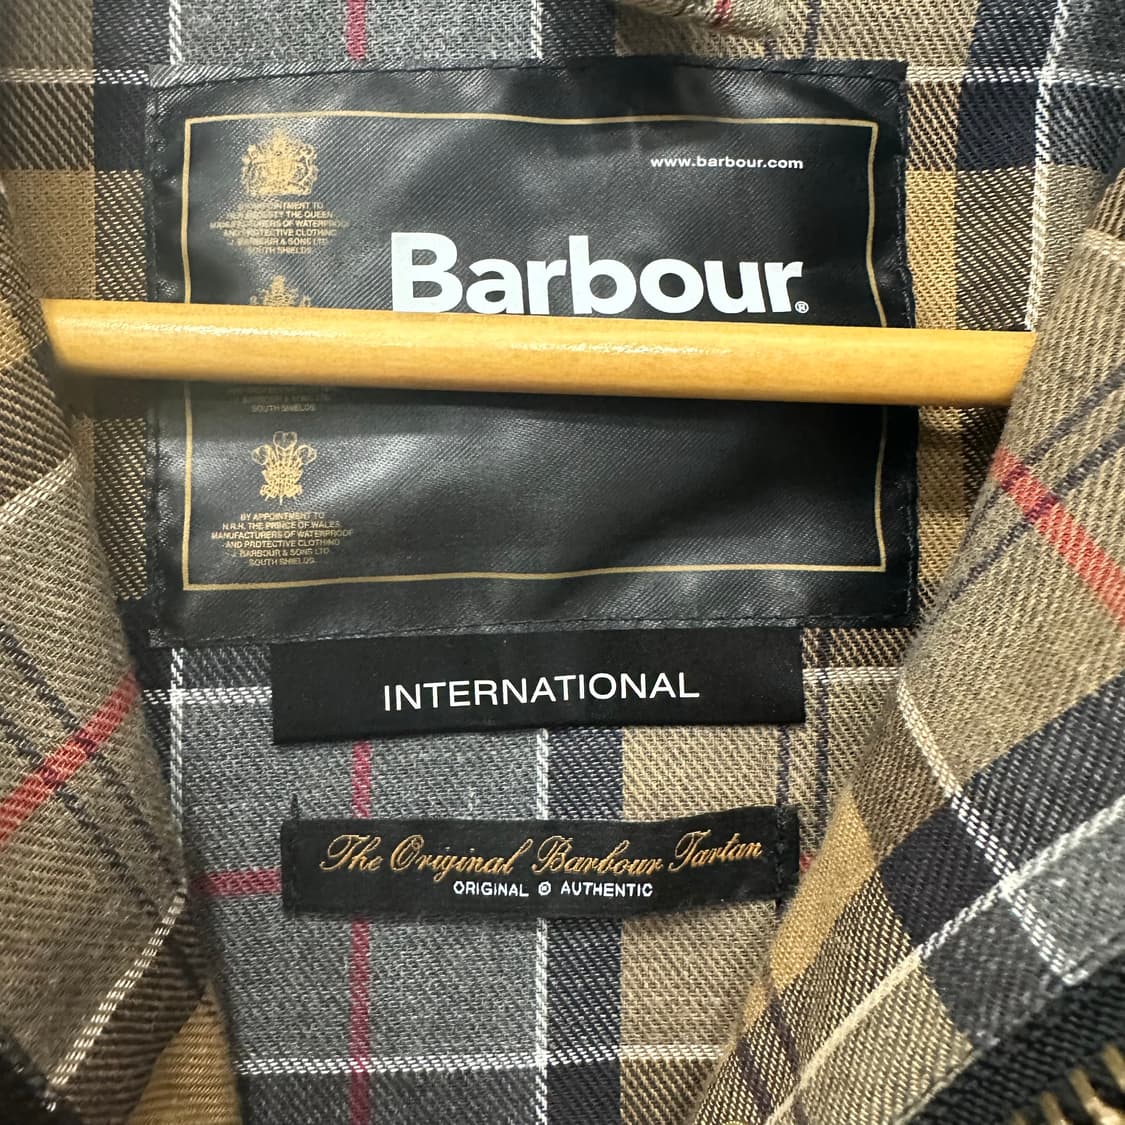 www.barbour.com
BY APPOINTMENT TO
HER MAJESTY THE QUEEN
MANUFACTURERS OF WATERPROOF
AND PROTECTIVE CLOTHING
J. BARBOUR & SONS LTD
SOUTH SHIELDS
Barbour®
J. BARBOUR & SONS LTD
SOUTH SHIELDS
BY APPOINTMENT TO
H.R.H. THE PRINCE OF WALES
MANUFACTURERS OF WATERPROOF
AND PROTECTIVE CLOTHING
J. BARBOUR & SONS LTD
SOUTH SHIELDS.
INTERNATIONAL
The Original Barbour Tartan
ORIGINAL AUTHENTIC